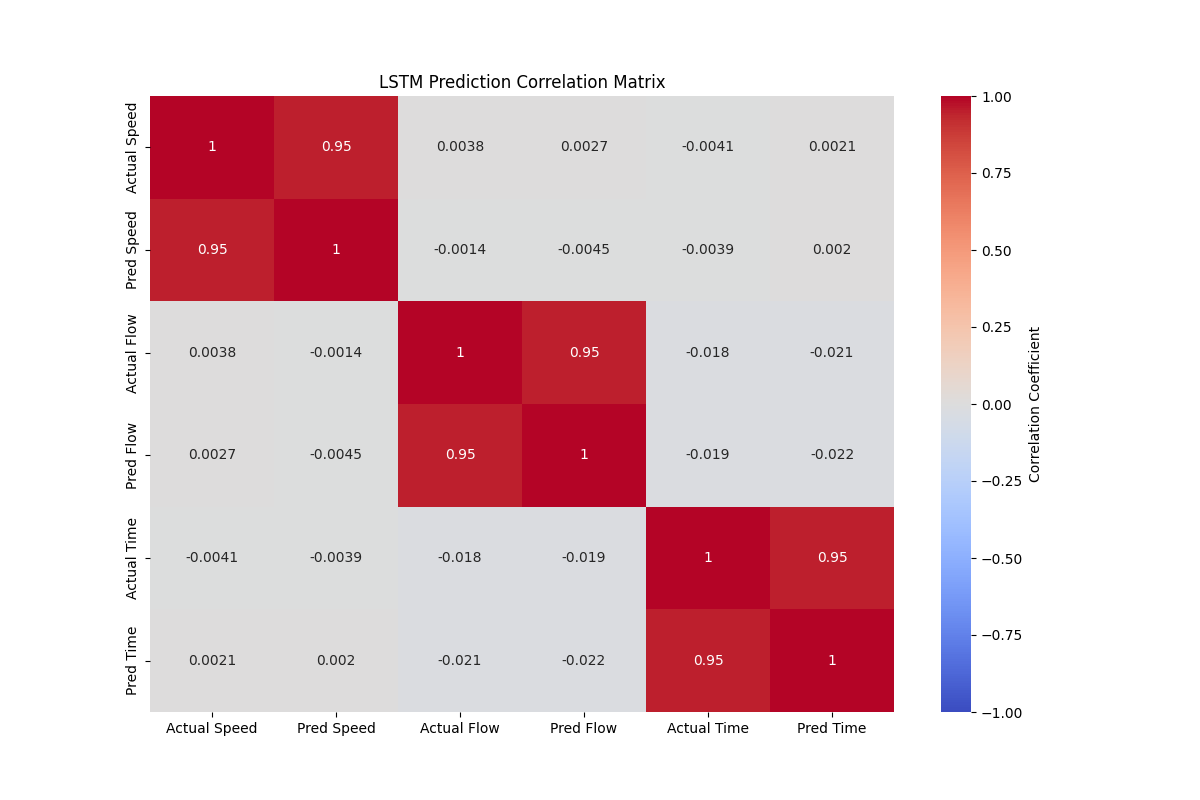 LSTM Prediction Correlation Matrix
Actual Speed 1 0.95 0.0038 0.0027 -0.0041 0.0021
Pred Speed 0.95 1 -0.0014 -0.0045 -0.0039 0.002
Actual Flow 0.0038 -0.0014 1 0.95 -0.018 -0.021
Pred Flow 0.0027 -0.0045 0.95 1 -0.019 -0.022
Actual Time -0.0041 -0.0039 -0.018 -0.019 1 0.95
Pred Time 0.0021 0.002 -0.021 -0.022 0.95 1
Actual Speed Pred Speed Actual Flow Pred Flow Actual Time Pred Time
1.00
0.75
0.50
0.25
0.00
−0.25
−0.50
−0.75
−1.00
Correlation Coefficient